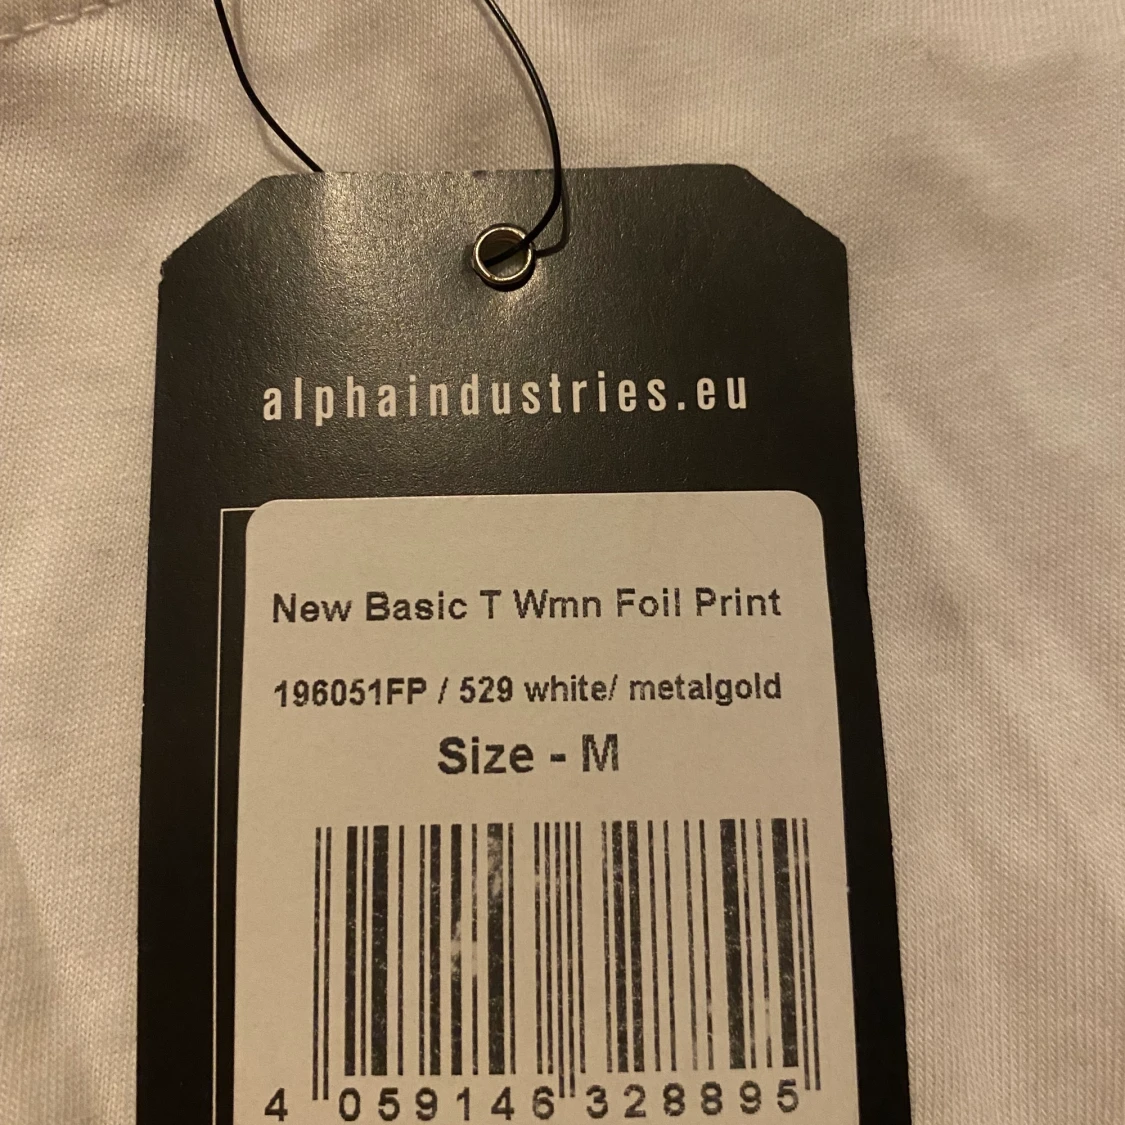 alphaindustries.eu
New Basic T Wmn Foil Print
196051FP / 529 white/ metalgold
Size - M
4 059146 328895